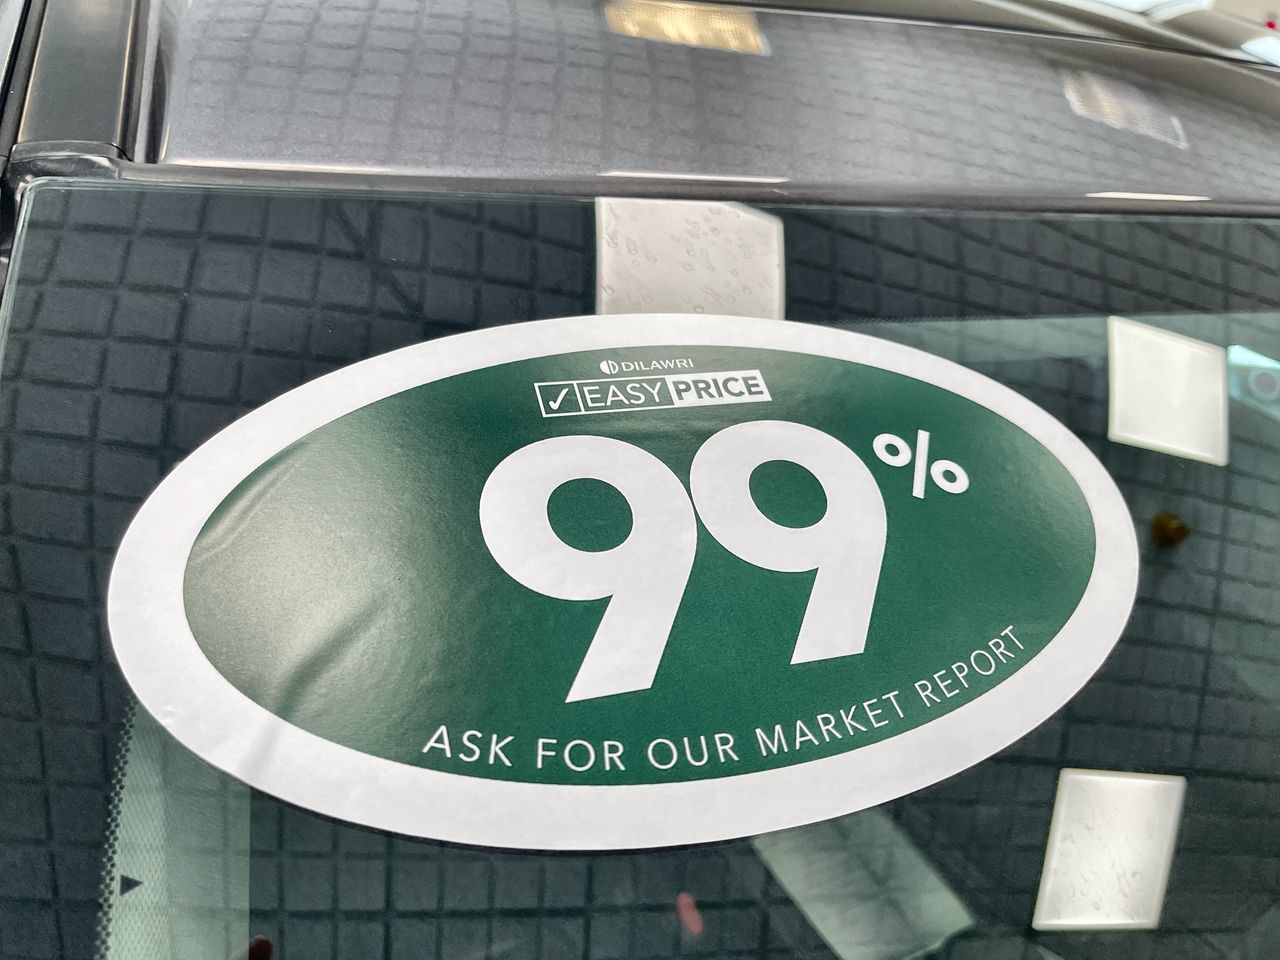 DILAWRI
✓ EASY PRICE
99%
ASK FOR OUR MARKET REPORT